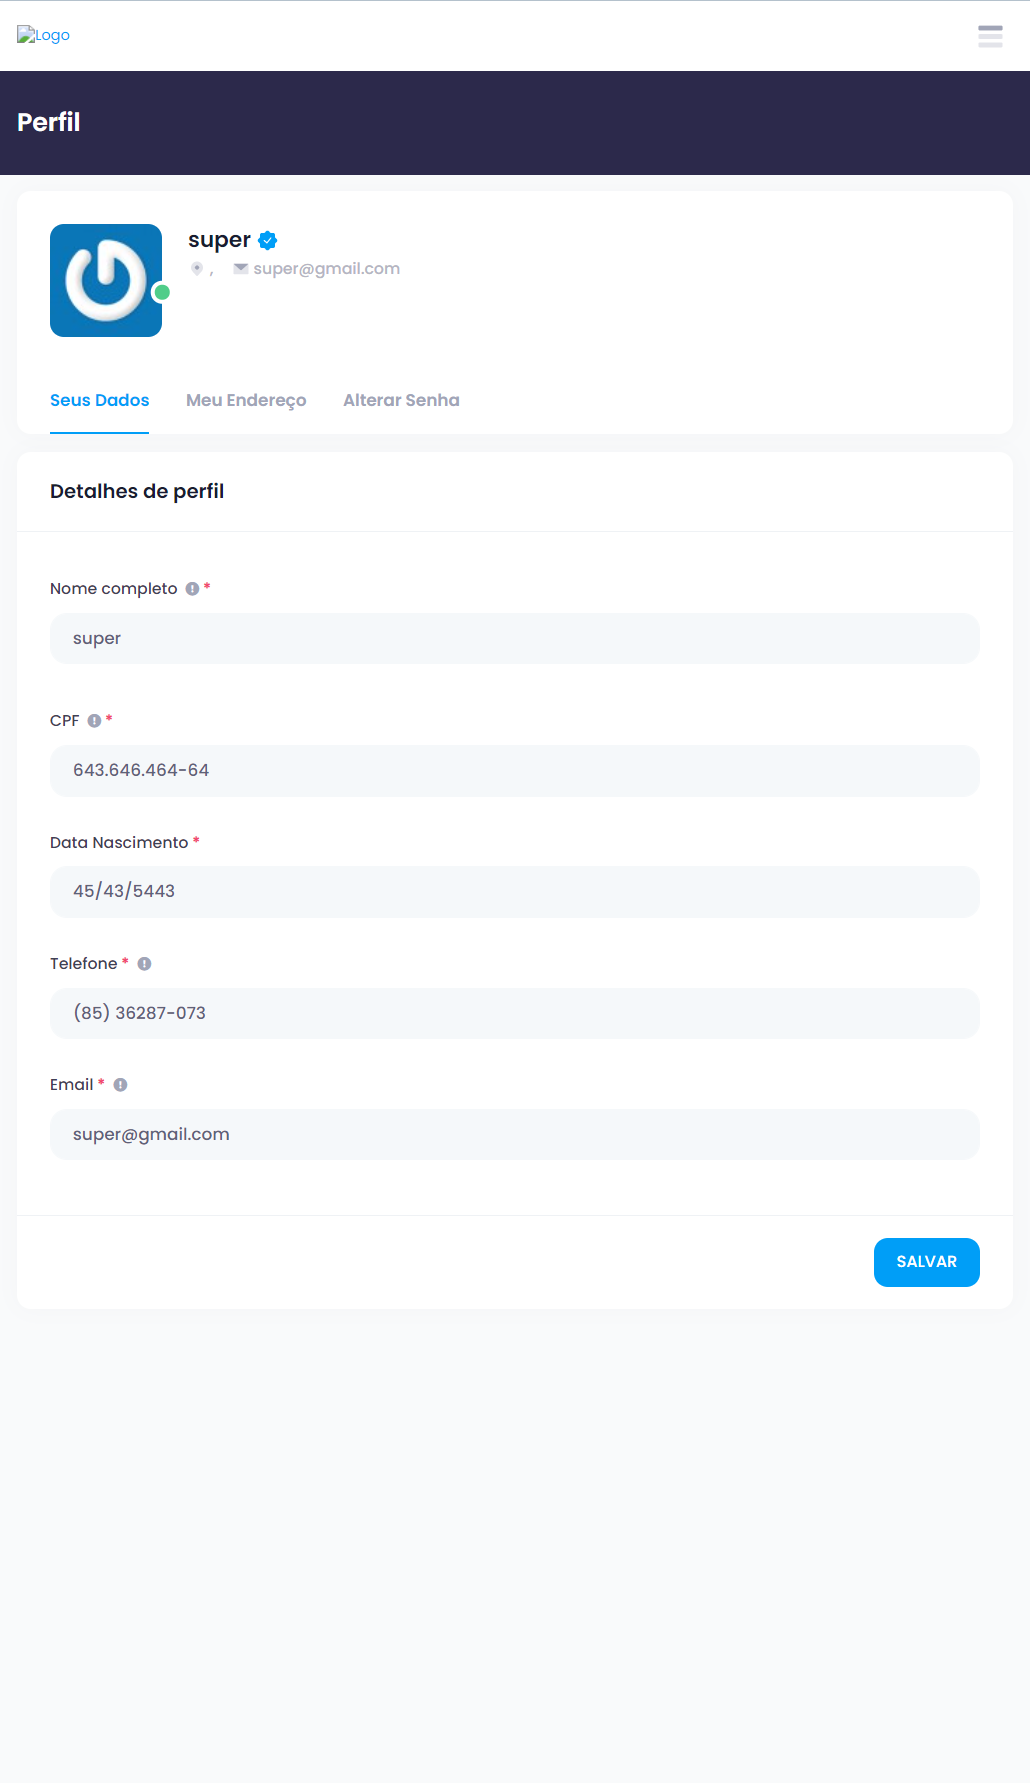 Logo
Perfil
super
, super@gmail.com
Seus Dados Meu Endereço Alterar Senha
Detalhes de perfil
Nome completo *
super
CPF *
643.646.464-64
Data Nascimento *
45/43/5443
Telefone *
(85) 36287-073
Email *
super@gmail.com
SALVAR